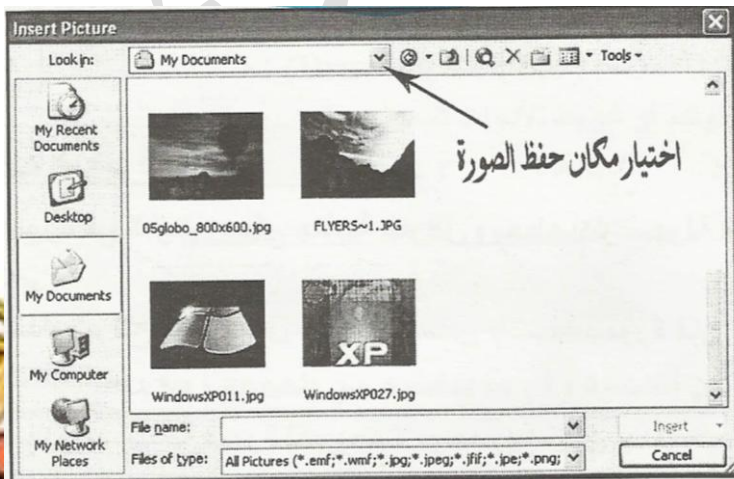 Insert Picture
Look in: My Documents Tools
اختيار مكان حفظ الصورة
My Recent
Documents
Desktop
My Documents
My Computer
My Network
Places
05globo_800x600.jpg FLYERS~1.JPG
XP
WindowsXP011.jpg WindowsXP027.jpg
File name: Insert
Files of type: All Pictures (*.emf;*.wmf;*.jpg;*.jpeg;*.jfif;*.jpe;*.png; Cancel